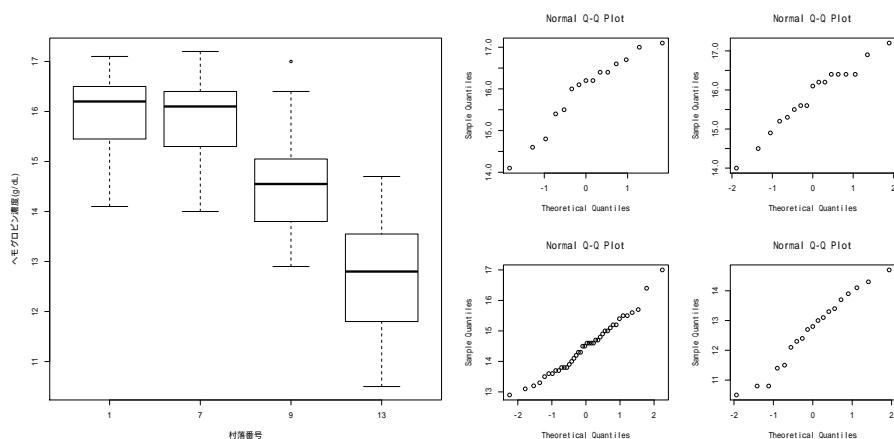 ヘモグロビン濃度(g/dL)
17
16
15
14
13
12
11
1 7 9 13
村落番号
Normal Q-Q Plot
Sample Quantiles
17.0
16.0
15.0
14.0
-1 0 1
Theoretical Quantiles
Normal Q-Q Plot
Sample Quantiles
17.0
16.0
15.0
14.0
-2 -1 0 1 2
Theoretical Quantiles
Normal Q-Q Plot
Sample Quantiles
17
16
15
14
13
-2 -1 0 1 2
Theoretical Quantiles
Normal Q-Q Plot
Sample Quantiles
14
13
12
11
-2 -1 0 1 2
Theoretical Quantiles